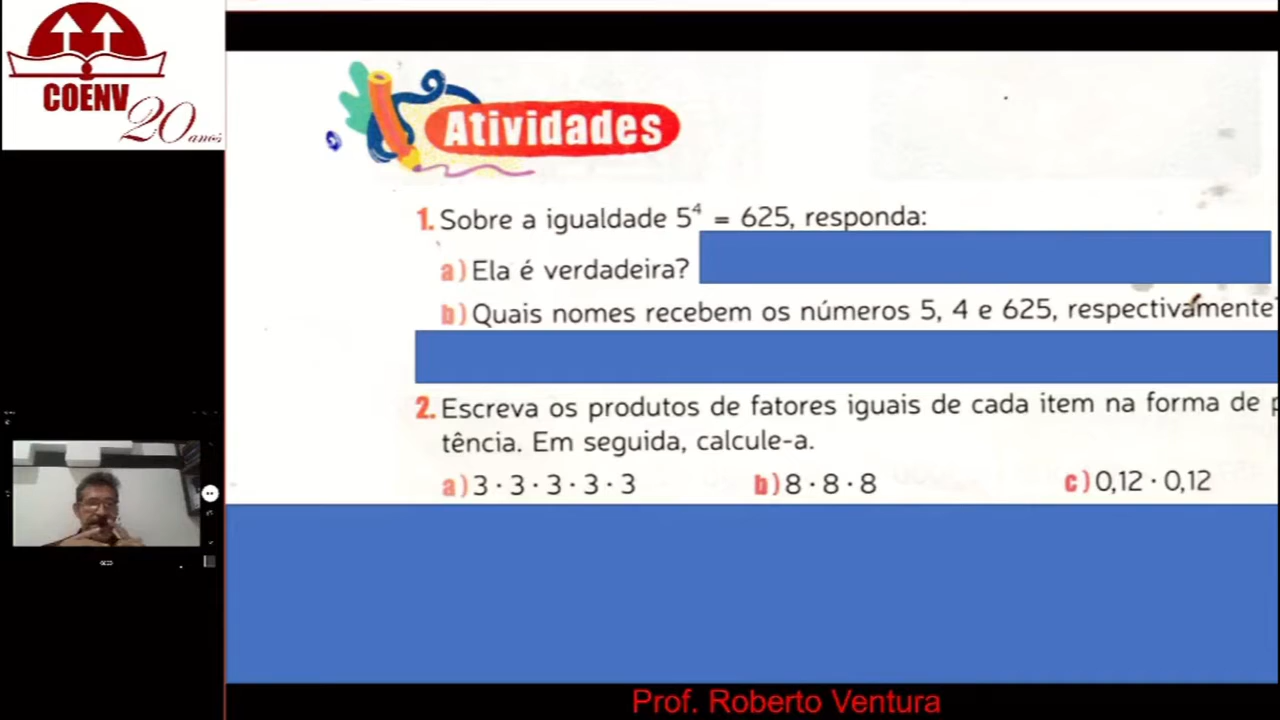 COENV
20 anos
Atividades
1. Sobre a igualdade 5⁴ = 625, responda:
a) Ela é verdadeira?
b) Quais nomes recebem os números 5, 4 e 625, respectivamente
2. Escreva os produtos de fatores iguais de cada item na forma de p
tência. Em seguida, calcule-a.
a) 3 · 3 · 3 · 3 · 3 b) 8 · 8 · 8 c) 0,12 · 0,12
Prof. Roberto Ventura